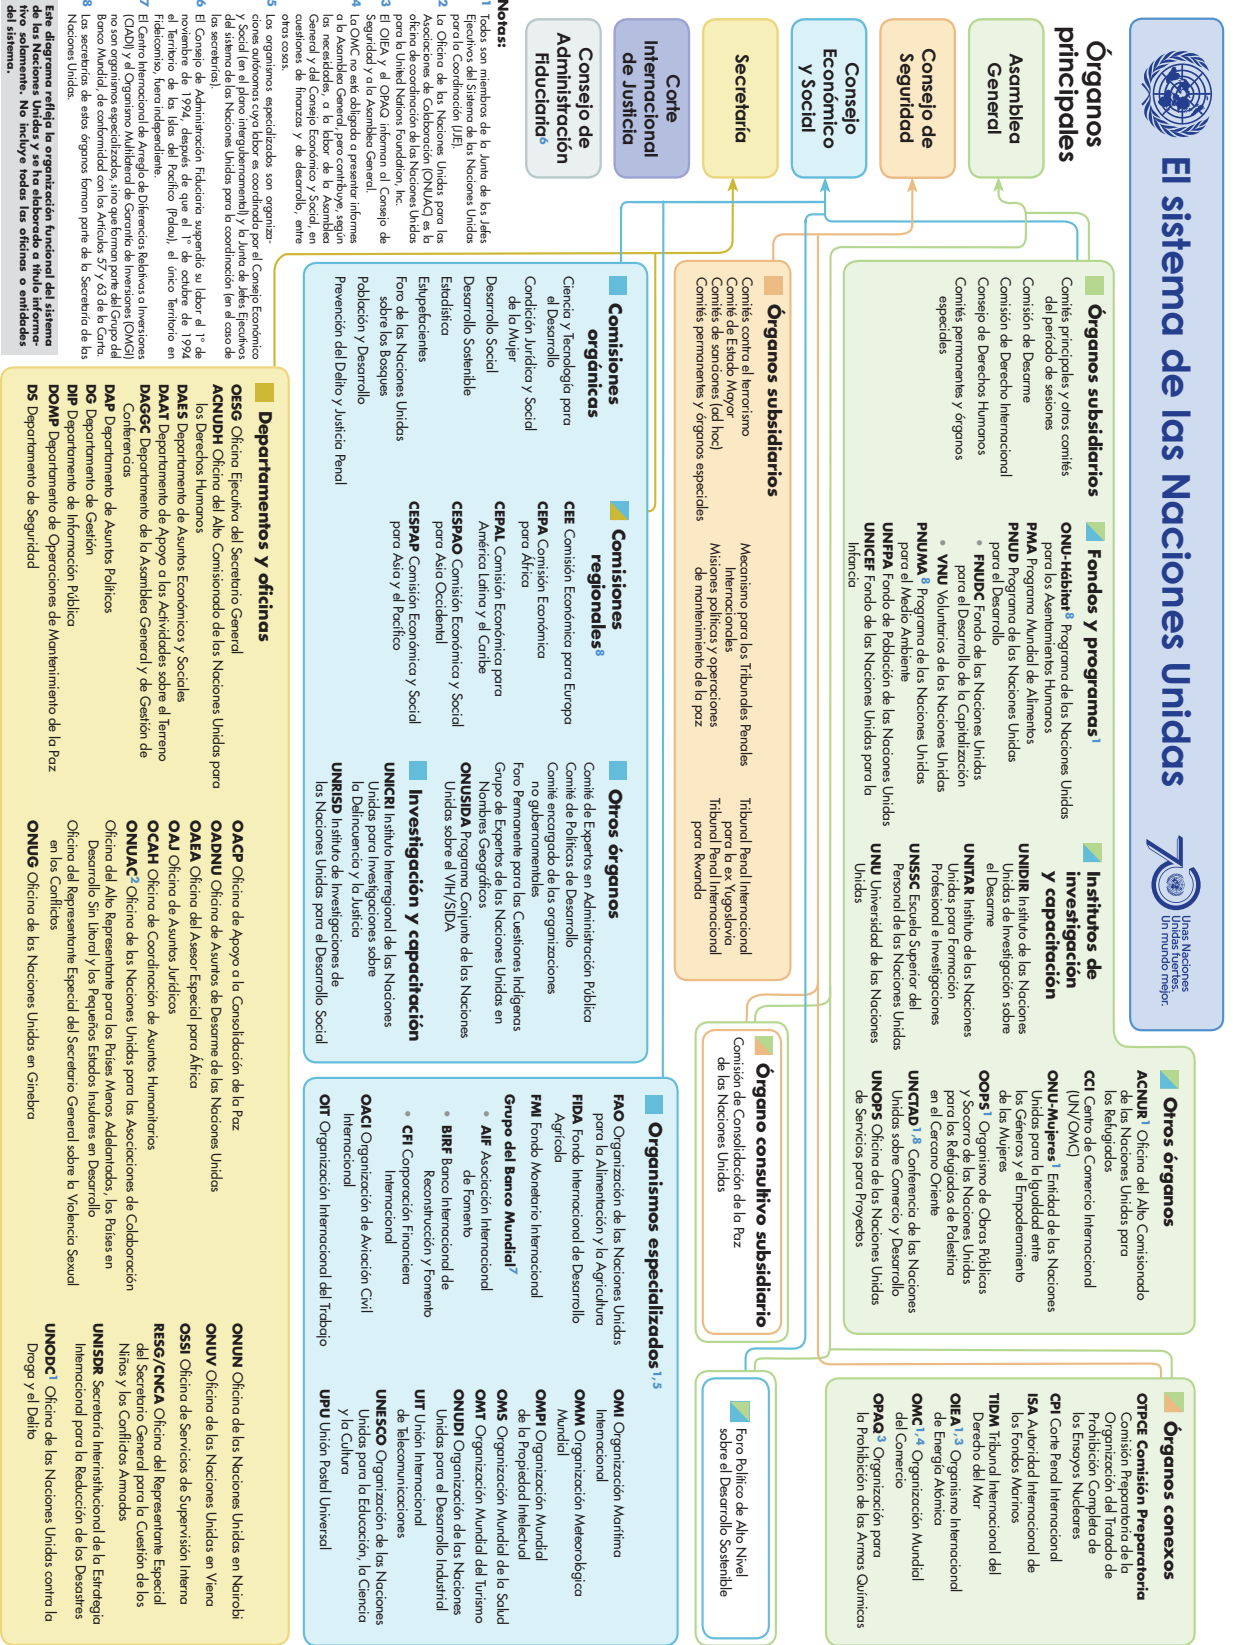 El sistema de las Naciones Unidas
70
Unas Naciones
Unidas fuertes.
Un mundo mejor.
Órganos
principales
Asamblea
General
Consejo de
Seguridad
Consejo
Económico
y Social
Secretaría
Corte
Internacional
de Justicia
Consejo de
Administración
Fiduciaria6
Órganos subsidiarios
Comités principales y otros comités
del período de sesiones
Comisión de Desarme
Comisión de Derecho Internacional
Consejo de Derechos Humanos
Comités permanentes y órganos
especiales
Fondos y programas1
ONU-Hábitat8 Programa de las Naciones Unidas
para los Asentamientos Humanos
PMA Programa Mundial de Alimentos
PNUD Programa de las Naciones Unidas
para el Desarrollo
• FNUDC Fondo de las Naciones Unidas
para el Desarrollo de la Capitalización
• VNU Voluntarios de las Naciones Unidas
PNUMA8 Programa de las Naciones Unidas
para el Medio Ambiente
UNFPA Fondo de Población de las Naciones Unidas
UNICEF Fondo de las Naciones Unidas para la
Infancia
Institutos de
investigación
y capacitación
UNIDIR Instituto de las Naciones
Unidas de Investigación sobre
el Desarme
UNITAR Instituto de las Naciones
Unidas para Formación
Profesional e Investigaciones
UNSSC Escuela Superior del
Personal de las Naciones Unidas
UNU Universidad de las Naciones
Unidas
Otros órganos
ACNUR1 Oficina del Alto Comisionado
de las Naciones Unidas para
los Refugiados
CCI Centro de Comercio Internacional
(UN/OMC)
ONU-Mujeres1 Entidad de las Naciones
Unidas para la Igualdad entre
los Géneros y el Empoderamiento
de las Mujeres
OOPS1 Organismo de Obras Públicas
y Socorro de las Naciones Unidas
para los Refugiados de Palestina
en el Cercano Oriente
UNCTAD1,8 Conferencia de las Naciones
Unidas sobre Comercio y Desarrollo
UNOPS Oficina de las Naciones Unidas
de Servicios para Proyectos
Órganos conexos
OTPCE Comisión Preparatoria
Comisión Preparatoria de la
Organización del Tratado de
Prohibición Completa de
los Ensayos Nucleares
CPI Corte Penal Internacional
ISA Autoridad Internacional de
los Fondos Marinos
TIDM Tribunal Internacional del
Derecho del Mar
OIEA1,3 Organismo Internacional
de Energía Atómica
OMC1,4 Organización Mundial
del Comercio
OPAQ3 Organización para
la Prohibición de las Armas Químicas
Órganos subsidiarios
Comités contra el terrorismo
Comité de Estado Mayor
Comités de sanciones (ad hoc)
Comités permanentes y órganos especiales
Mecanismo para los Tribunales Penales
Internacionales
Misiones políticas y operaciones
de mantenimiento de la paz
Tribunal Penal Internacional
para la ex Yugoslavia
Tribunal Penal Internacional
para Rwanda
Órgano consultivo subsidiario
Comisión de Consolidación de la Paz
de las Naciones Unidas
Foro Político de Alto Nivel
sobre el Desarrollo Sostenible
Comisiones
orgánicas
Ciencia y Tecnología para
el Desarrollo
Condición Jurídica y Social
de la Mujer
Desarrollo Social
Desarrollo Sostenible
Estadística
Estupefacientes
Foro de las Naciones Unidas
sobre los Bosques
Población y Desarrollo
Prevención del Delito y Justicia Penal
Comisiones
regionales8
CEE Comisión Económica para Europa
CEPA Comisión Económica
para África
CEPAL Comisión Económica para
América Latina y el Caribe
CESPAO Comisión Económica y Social
para Asia Occidental
CESPAP Comisión Económica y Social
para Asia y el Pacífico
Otros órganos
Comité de Expertos en Administración Pública
Comité de Políticas de Desarrollo
Comité encargado de las organizaciones
no gubernamentales
Foro Permanente para las Cuestiones Indígenas
Grupo de Expertos de las Naciones Unidas en
Nombres Geográficos
ONUSIDA Programa Conjunto de las Naciones
Unidas sobre el VIH/SIDA
Investigación y capacitación
UNICRI Instituto Interregional de las Naciones
Unidas para Investigaciones sobre
la Delincuencia y la Justicia
UNRISD Instituto de Investigaciones de
las Naciones Unidas para el Desarrollo Social
Organismos especializados1,5
FAO Organización de las Naciones Unidas
para la Alimentación y la Agricultura
FIDA Fondo Internacional de Desarrollo
Agrícola
FMI Fondo Monetario Internacional
Grupo del Banco Mundial7
• AIF Asociación Internacional
de Fomento
• BIRF Banco Internacional de
Reconstrucción y Fomento
• CFI Corporación Financiera
Internacional
OACI Organización de Aviación Civil
Internacional
OIT Organización Internacional del Trabajo
OMI Organización Marítima
Internacional
OMM Organización Meteorológica
Mundial
OMPI Organización Mundial
de la Propiedad Intelectual
OMS Organización Mundial de la Salud
OMT Organización Mundial del Turismo
ONUDI Organización de las Naciones
Unidas para el Desarrollo Industrial
UIT Unión Internacional
de Telecomunicaciones
UNESCO Organización de las Naciones
Unidas para la Educación, la Ciencia
y la Cultura
UPU Unión Postal Universal
Departamentos y oficinas
OESG Oficina Ejecutiva del Secretario General
ACNUDH Oficina del Alto Comisionado de las Naciones Unidas para
los Derechos Humanos
DAES Departamento de Asuntos Económicos y Sociales
DAAT Departamento de Apoyo a las Actividades sobre el Terreno
DAGGC Departamento de la Asamblea General y de Gestión de
Conferencias
DAP Departamento de Asuntos Políticos
DG Departamento de Gestión
DIP Departamento de Información Pública
DOMP Departamento de Operaciones de Mantenimiento de la Paz
DS Departamento de Seguridad
OACP Oficina de Apoyo a la Consolidación de la Paz
OADNU Oficina de Asuntos de Desarme de las Naciones Unidas
OAEA Oficina del Asesor Especial para África
OAJ Oficina de Asuntos Jurídicos
OCAH Oficina de Coordinación de Asuntos Humanitarios
ONUAC2 Oficina de las Naciones Unidas para las Asociaciones de Colaboración
Oficina del Alto Representante para los Países Menos Adelantados, los Países en
Desarrollo Sin Litoral y los Pequeños Estados Insulares en Desarrollo
Oficina del Representante Especial del Secretario General sobre la Violencia Sexual
en los Conflictos
ONUG Oficina de las Naciones Unidas en Ginebra
ONUN Oficina de las Naciones Unidas en Nairobi
ONUV Oficina de las Naciones Unidas en Viena
OSSI Oficina de Servicios de Supervisión Interna
RESG/CNCA Oficina del Representante Especial
del Secretario General para la Cuestión de los
Niños y los Conflictos Armados
UNISDR Secretaría Interinstitucional de la Estrategia
Internacional para la Reducción de los Desastres
UNODC1 Oficina de las Naciones Unidas contra la
Droga y el Delito
Notas:
1 Todos son miembros de la Junta de los Jefes
Ejecutivos del Sistema de las Naciones Unidas
para la Coordinación (JJE).
2 La Oficina de las Naciones Unidas para las
Asociaciones de Colaboración (ONUAC) es la
oficina de coordinación de las Naciones Unidas
para la United Nations Foundation, Inc.
3 El OIEA y el OPAQ informan al Consejo de
Seguridad y a la Asamblea General.
4 La OMC no está obligada a presentar informes
a la Asamblea General, pero contribuye, según
las necesidades, a la labor de la Asamblea
General y del Consejo Económico y Social, en
cuestiones de finanzas y de desarrollo, entre
otras cosas.
5 Los organismos especializados son organiza-
ciones autónomas cuya labor es coordinada por el Consejo Económico
y Social (en el plano intergubernamental) y la Junta de Jefes Ejecutivos
del sistema de las Naciones Unidas para la coordinación (en el caso de
las secretarías).
6 El Consejo de Administración Fiduciaria suspendió su labor el 1° de
noviembre de 1994, después de que el 1° de octubre de 1994
el Territorio de las Islas del Pacífico (Palau), el único Territorio en
Fideicomiso, fuera independiente.
7 El Centro Internacional de Arreglo de Diferencias Relativas a Inversiones
(CIADI) y el Organismo Multilateral de Garantía de Inversiones (OMGI)
no son organismos especializados, sino que forman parte del Grupo del
Banco Mundial, de conformidad con los Artículos 57 y 63 de la Carta.
8 Las secretarías de estos órganos forman parte de la Secretaría de las
Naciones Unidas.
Este diagrama refleja la organización funcional del sistema
de las Naciones Unidas y se ha elaborado a título informa-
tivo solamente. No incluye todas las oficinas o entidades
del sistema.